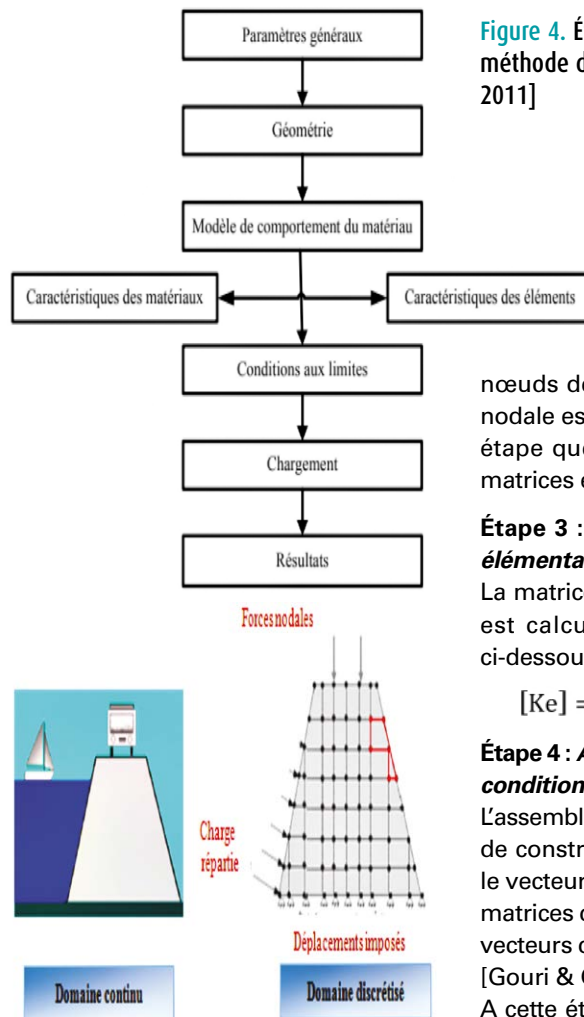 Paramètres généraux
Géométrie
Modèle de comportement du matériau
Caractéristiques des matériaux
Caractéristiques des éléments
Conditions aux limites
Chargement
Résultats
Forces nodales
Charge
répartie
Déplacements imposés
Domaine continu
Domaine discrétisé
Figure 4. É
méthode d
2011]
nœuds de
nodale es
étape que
matrices e
Étape 3 :
élémenta
La matric
est calcu
ci-dessou
[Ke] =
Étape 4 : A
condition
L'assembl
de constr
le vecteur
matrices d
vecteurs d
[Gouri & C
A cette ét